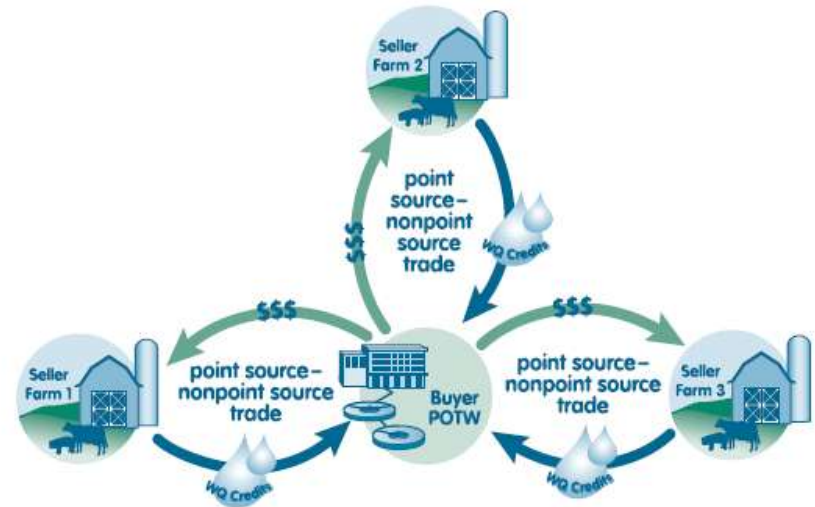 Seller
Farm 2
point
source–
nonpoint
source
trade
$$$
WQ Credits
$$$
$$$
Seller
Farm 1
point source–
nonpoint source
trade
WQ Credits
Buyer
POTW
point source–
nonpoint source
trade
WQ Credits
Seller
Farm 3